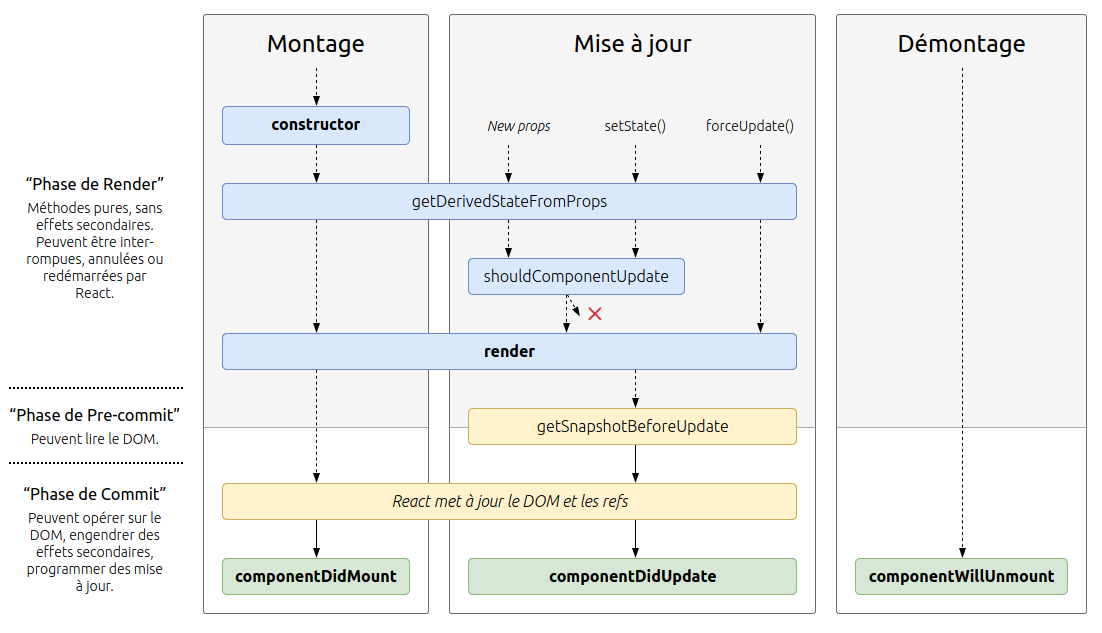 Montage
Mise à jour
Démontage
constructor
New props
setState()
forceUpdate()
“Phase de Render”
Méthodes pures, sans
effets secondaires.
Peuvent être inter-
rompues, annulées ou
redémarrées par
React.
getDerivedStateFromProps
shouldComponentUpdate
render
“Phase de Pre-commit”
Peuvent lire le DOM.
getSnapshotBeforeUpdate
“Phase de Commit”
Peuvent opérer sur le
DOM, engendrer des
effets secondaires,
programmer des mise
à jour.
React met à jour le DOM et les refs
componentDidMount
componentDidUpdate
componentWillUnmount